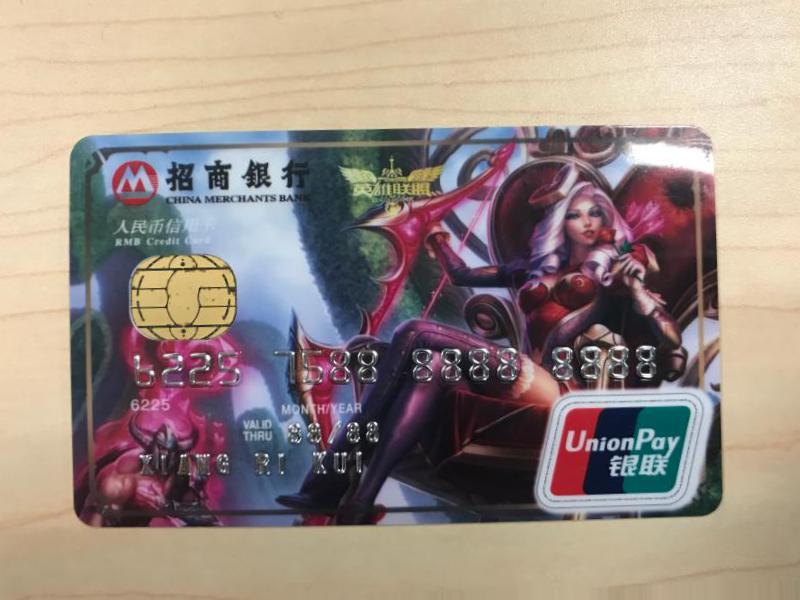 招商银行
CHINA MERCHANTS BANK
英雄联盟
人民币信用卡
RMB Credit Card
6225 7588 8888 8888
6225
MONTH/YEAR
VALID THRU 88/88
XIANG RI KUI
UnionPay
银联